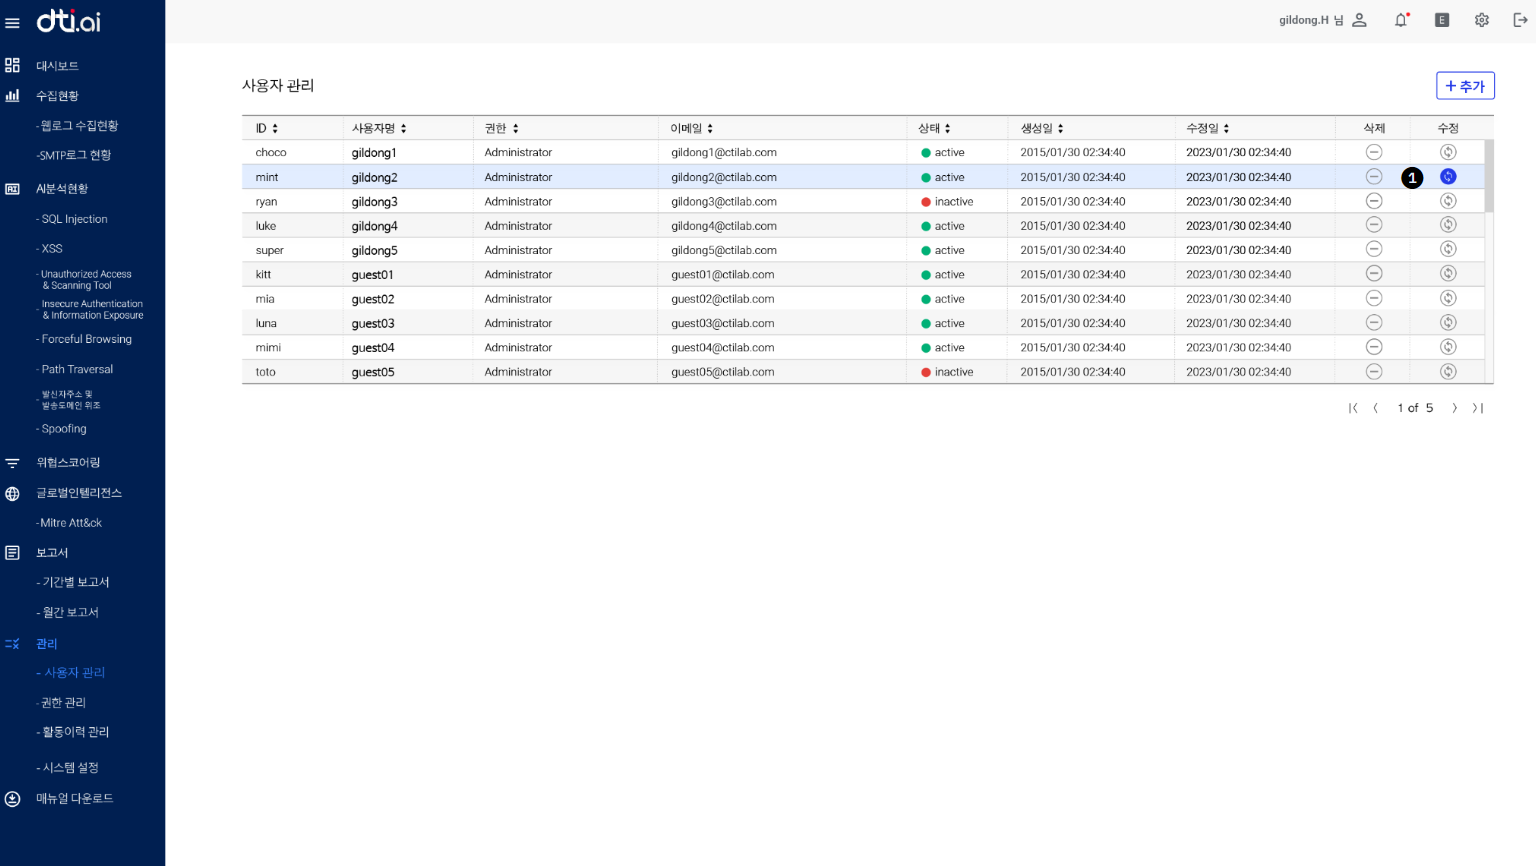 dti.ai
gildong.H 님
E
대시보드
수집현황
-웹로그 수집현황
-SMTP로그 현황
AI분석현황
- SQL Injection
- XSS
- Unauthorized Access
& Scanning Tool
- Insecure Authentication
& Information Exposure
- Forceful Browsing
- Path Traversal
- 발신자주소 및
발송도메인 위조
- Spoofing
위협스코어링
글로벌인텔리전스
-Mitre Att&ck
보고서
- 기간별 보고서
- 월간 보고서
관리
- 사용자 관리
- 권한 관리
- 활동이력 관리
- 시스템 설정
매뉴얼 다운로드
사용자 관리
+ 추가
ID 사용자명 권한 이메일 상태 생성일 수정일 삭제 수정
choco gildong1 Administrator gildong1@ctilab.com active 2015/01/30 02:34:40 2023/01/30 02:34:40
mint gildong2 Administrator gildong2@ctilab.com active 2015/01/30 02:34:40 2023/01/30 02:34:40 1
ryan gildong3 Administrator gildong3@ctilab.com inactive 2015/01/30 02:34:40 2023/01/30 02:34:40
luke gildong4 Administrator gildong4@ctilab.com active 2015/01/30 02:34:40 2023/01/30 02:34:40
super gildong5 Administrator gildong5@ctilab.com active 2015/01/30 02:34:40 2023/01/30 02:34:40
kitt guest01 Administrator guest01@ctilab.com active 2015/01/30 02:34:40 2023/01/30 02:34:40
mia guest02 Administrator guest02@ctilab.com active 2015/01/30 02:34:40 2023/01/30 02:34:40
luna guest03 Administrator guest03@ctilab.com active 2015/01/30 02:34:40 2023/01/30 02:34:40
mimi guest04 Administrator guest04@ctilab.com active 2015/01/30 02:34:40 2023/01/30 02:34:40
toto guest05 Administrator guest05@ctilab.com inactive 2015/01/30 02:34:40 2023/01/30 02:34:40
1 of 5